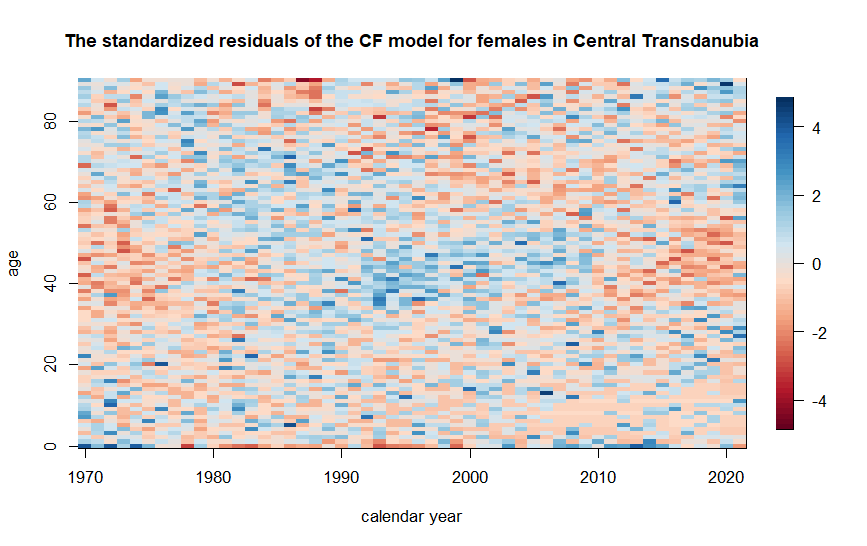 The standardized residuals of the CF model for females in Central Transdanubia
80
60
40
20
0
age
1970 1980 1990 2000 2010 2020
calendar year
4
2
0
-2
-4